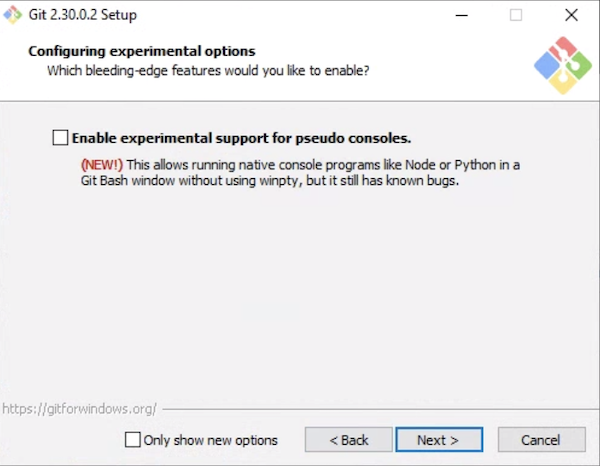 Git 2.30.0.2 Setup
Configuring experimental options
Which bleeding-edge features would you like to enable?
Enable experimental support for pseudo consoles.
(NEW!) This allows running native console programs like Node or Python in a
Git Bash window without using winpty, but it still has known bugs.
https://gitforwindows.org/
Only show new options
< Back
Next >
Cancel